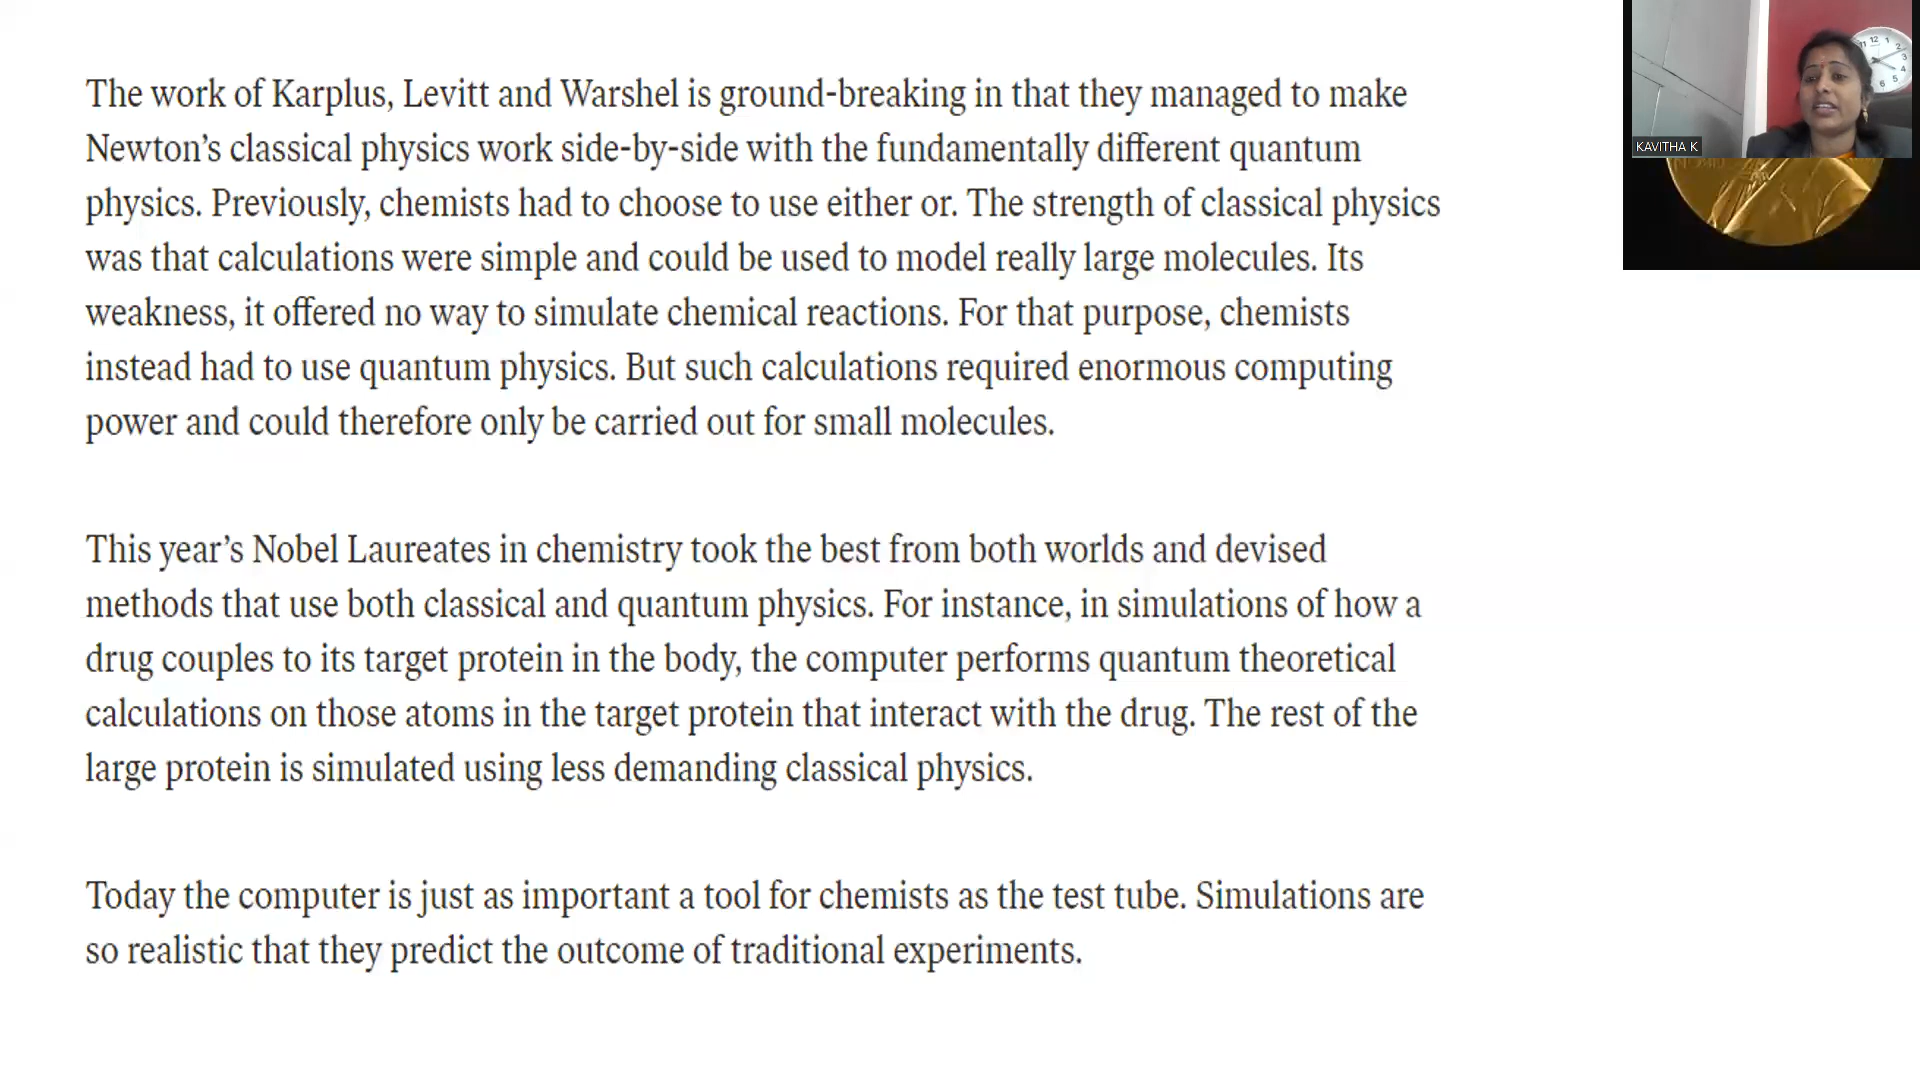 The work of Karplus, Levitt and Warshel is ground-breaking in that they managed to make
Newton’s classical physics work side-by-side with the fundamentally different quantum
physics. Previously, chemists had to choose to use either or. The strength of classical physics
was that calculations were simple and could be used to model really large molecules. Its
weakness, it offered no way to simulate chemical reactions. For that purpose, chemists
instead had to use quantum physics. But such calculations required enormous computing
power and could therefore only be carried out for small molecules.
This year’s Nobel Laureates in chemistry took the best from both worlds and devised
methods that use both classical and quantum physics. For instance, in simulations of how a
drug couples to its target protein in the body, the computer performs quantum theoretical
calculations on those atoms in the target protein that interact with the drug. The rest of the
large protein is simulated using less demanding classical physics.
Today the computer is just as important a tool for chemists as the test tube. Simulations are
so realistic that they predict the outcome of traditional experiments.
KAVITHA K
11 12 1
2
3
4
5
6